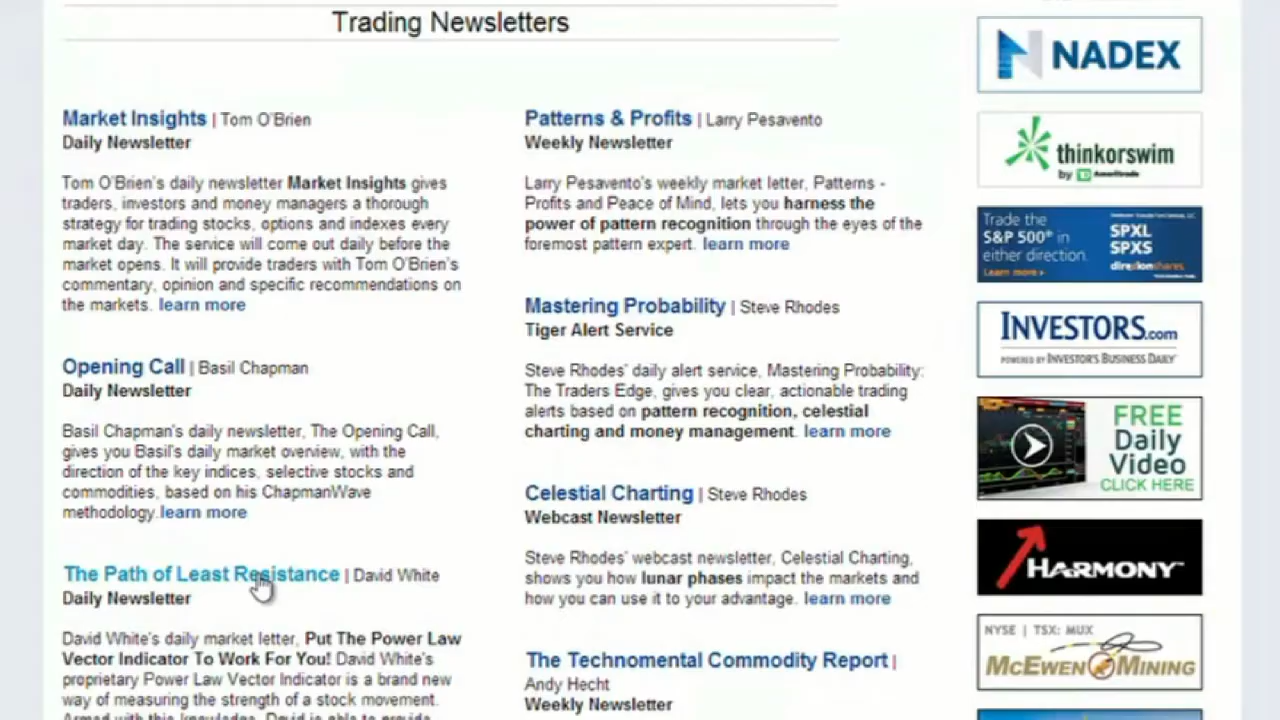 Trading Newsletters
Market Insights | Tom O'Brien
Daily Newsletter
Tom O'Brien's daily newsletter Market Insights gives
traders, investors and money managers a thorough
strategy for trading stocks, options and indexes every
market day. The service will come out daily before the
market opens. It will provide traders with Tom O'Brien's
commentary, opinion and specific recommendations on
the markets. learn more
Opening Call | Basil Chapman
Daily Newsletter
Basil Chapman's daily newsletter, The Opening Call,
gives you Basil's daily market overview, with the
direction of the key indices, selective stocks and
commodities, based on his ChapmanWave
methodology.learn more
The Path of Least Resistance | David White
Daily Newsletter
David White's daily market letter, Put The Power Law
Vector Indicator To Work For You! David White's
proprietary Power Law Vector Indicator is a brand new
way of measuring the strength of a stock movement.
Armed with this knowledge, David is able to provide
Patterns & Profits | Larry Pesavento
Weekly Newsletter
Larry Pesavento's weekly market letter, Patterns -
Profits and Peace of Mind, lets you harness the
power of pattern recognition through the eyes of the
foremost pattern expert. learn more
Mastering Probability | Steve Rhodes
Tiger Alert Service
Steve Rhodes' daily alert service, Mastering Probability:
The Traders Edge, gives you clear, actionable trading
alerts based on pattern recognition, celestial
charting and money management. learn more
Celestial Charting | Steve Rhodes
Webcast Newsletter
Steve Rhodes' webcast newsletter, Celestial Charting,
shows you how lunar phases impact the markets and
how you can use it to your advantage. learn more
The Technomental Commodity Report |
Andy Hecht
Weekly Newsletter
NADEX
thinkorswim
by TD Ameritrade
Trade the
S&P 500® in
either direction.
Learn more ▸
SPXL
SPXS
direxionshares
INVESTORS.com
POWERED BY INVESTOR'S BUSINESS DAILY
FREE
Daily
Video
CLICK HERE
HARMONY™
NYSE | TSX: MUX
MCEWEN MINING